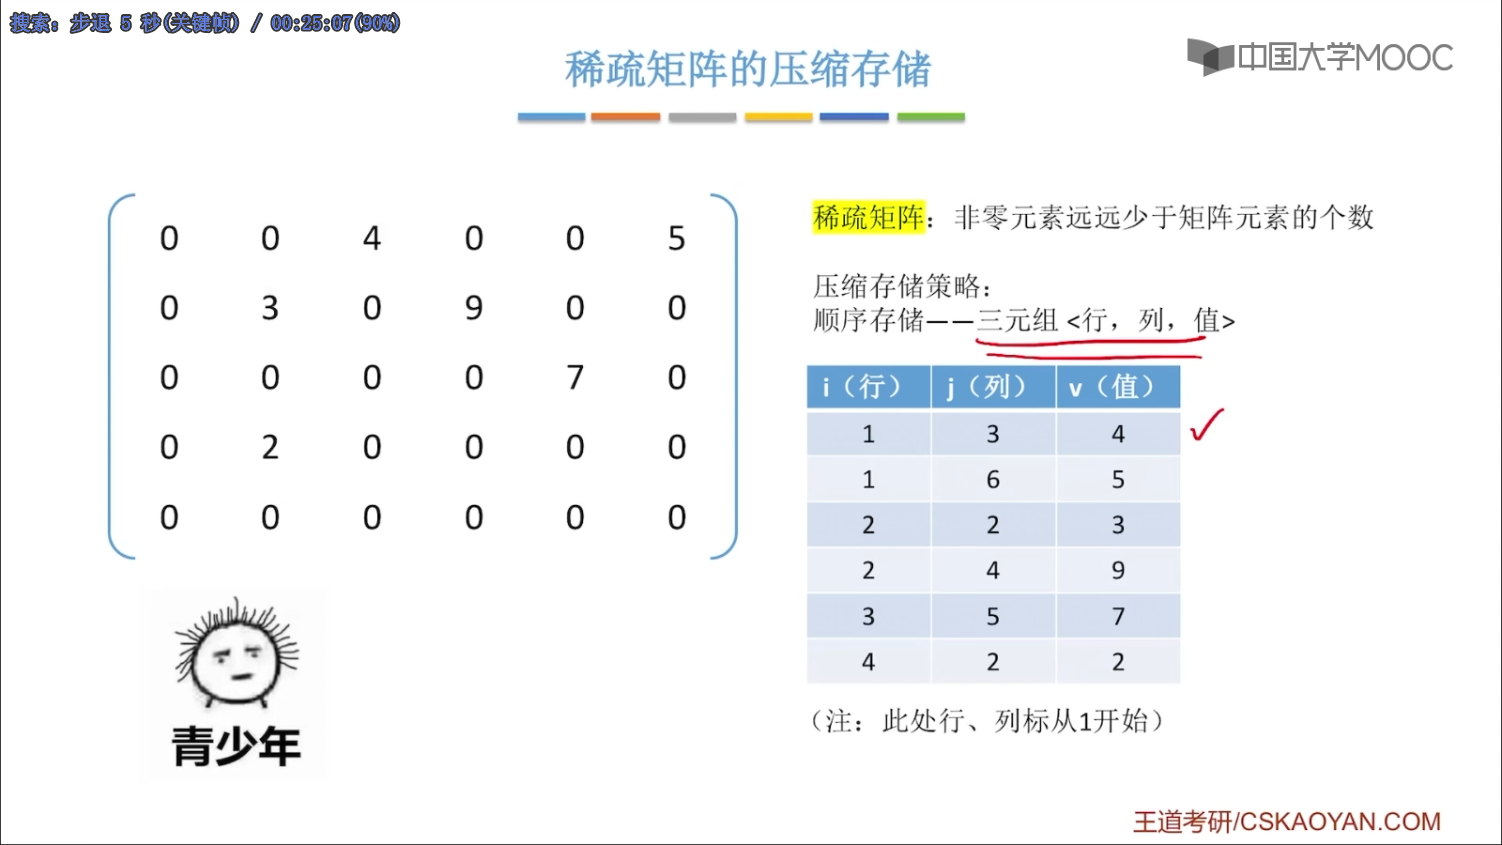 搜索: 步退 5 秒(关键帧) / 00:25:07(90%)
稀疏矩阵的压缩存储
中国大学MOOC
0 0 4 0 0 5
0 3 0 9 0 0
0 0 0 0 7 0
0 2 0 0 0 0
0 0 0 0 0 0
青少年
稀疏矩阵：非零元素远远少于矩阵元素的个数
压缩存储策略：
顺序存储——三元组 <行，列，值>
i（行） j（列） v（值）
1 3 4
1 6 5
2 2 3
2 4 9
3 5 7
4 2 2
（注：此处行、列标从1开始）
王道考研/CSKAOYAN.COM